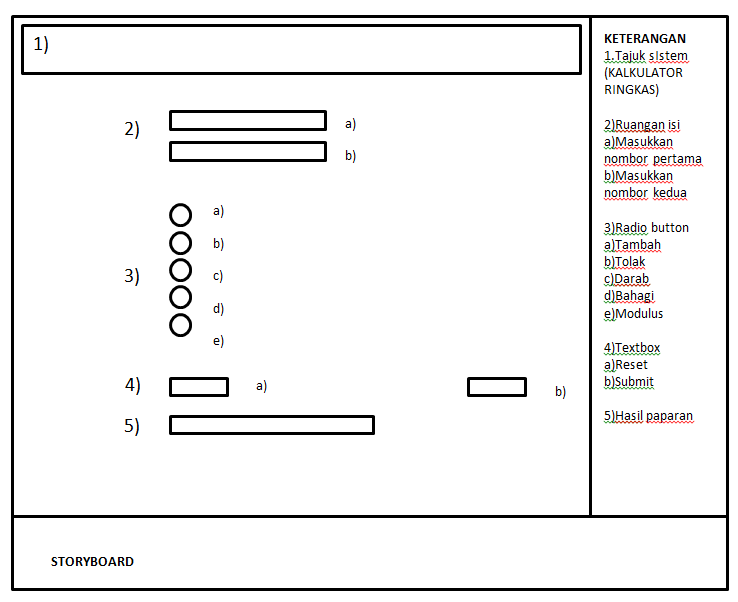 1)
2)
a)
b)
3)
a)
b)
c)
d)
e)
4)
a)
b)
5)
KETERANGAN
1.Tajuk sIstem
(KALKULATOR
RINGKAS)
2)Ruangan isi
a)Masukkan
nombor pertama
b)Masukkan
nombor kedua
3)Radio button
a)Tambah
b)Tolak
c)Darab
d)Bahagi
e)Modulus
4)Textbox
a)Reset
b)Submit
5)Hasil paparan
STORYBOARD